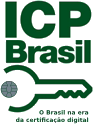 ICP
Brasil
O Brasil na era
da certificação digital